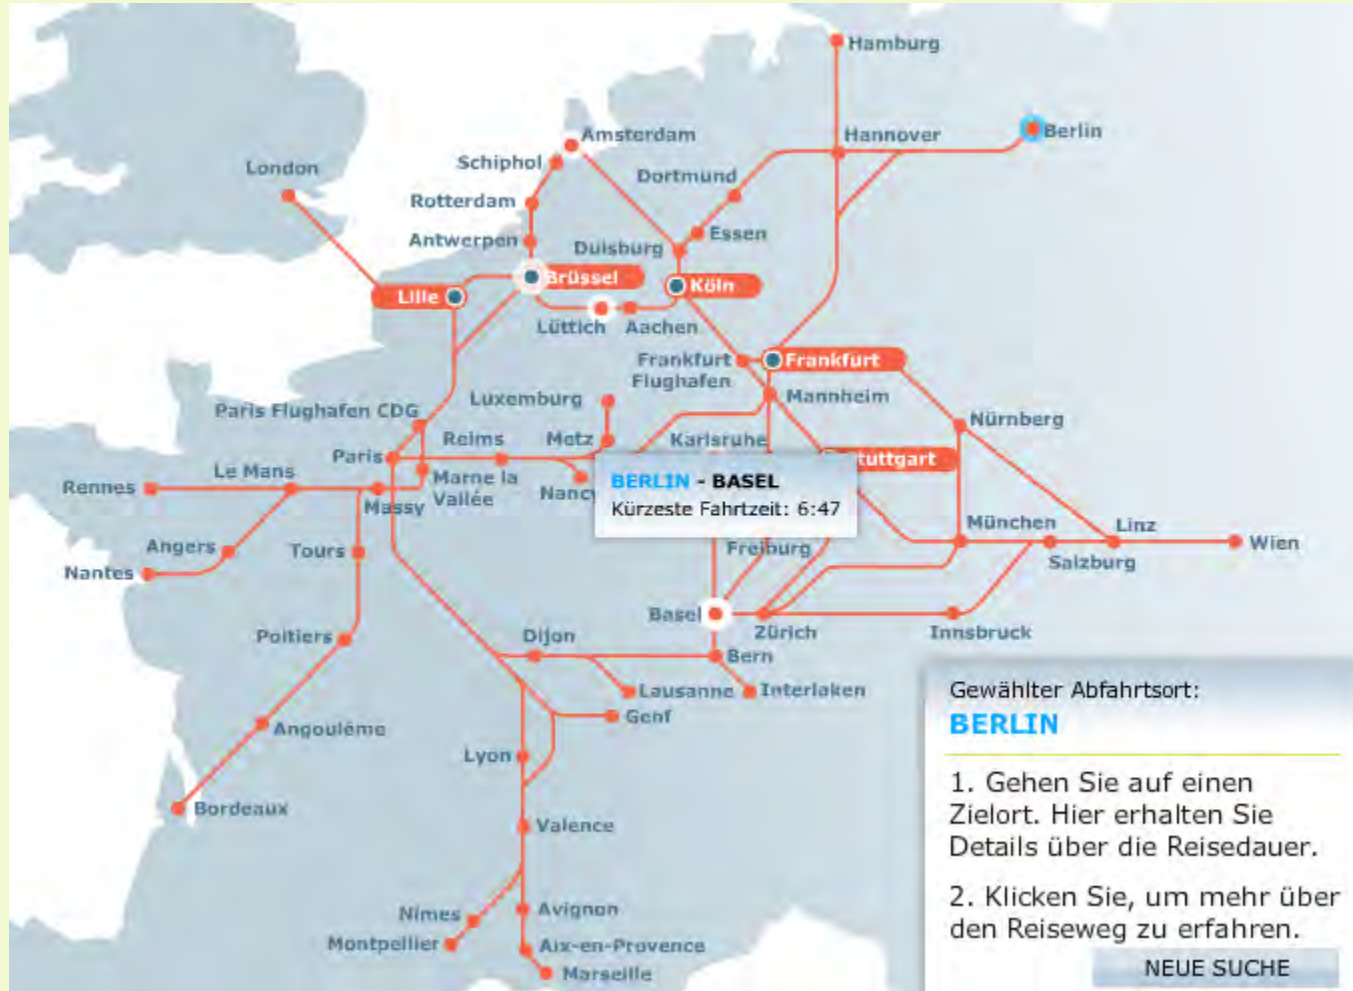 Hamburg
Berlin
Hannover
Amsterdam
Schiphol
London
Dortmund
Rotterdam
Essen
Antwerpen
Duisburg
Brüssel
Köln
Lille
Lüttich
Aachen
Frankfurt
Flughafen
Frankfurt
Mannheim
Luxemburg
Paris Flughafen CDG
Nürnberg
Reims
Metz
Karlsruhe
Paris
tuttgart
Le Mans
Marne la
Vallée
Rennes
Nancy
Massy
BERLIN - BASEL
Kürzeste Fahrtzeit: 6:47
München
Linz
Wien
Salzburg
Angers
Tours
Freiburg
Nantes
Basel
Zürich
Innsbruck
Poitiers
Dijon
Bern
Lausanne
Interlaken
Genf
Angouléme
Lyon
Bordeaux
Valence
Nimes
Avignon
Montpellier
Aix-en-Provence
Marseille
Gewählter Abfahrtsort:
BERLIN
1. Gehen Sie auf einen
Zielort. Hier erhalten Sie
Details über die Reisedauer.
2. Klicken Sie, um mehr über
den Reiseweg zu erfahren.
NEUE SUCHE